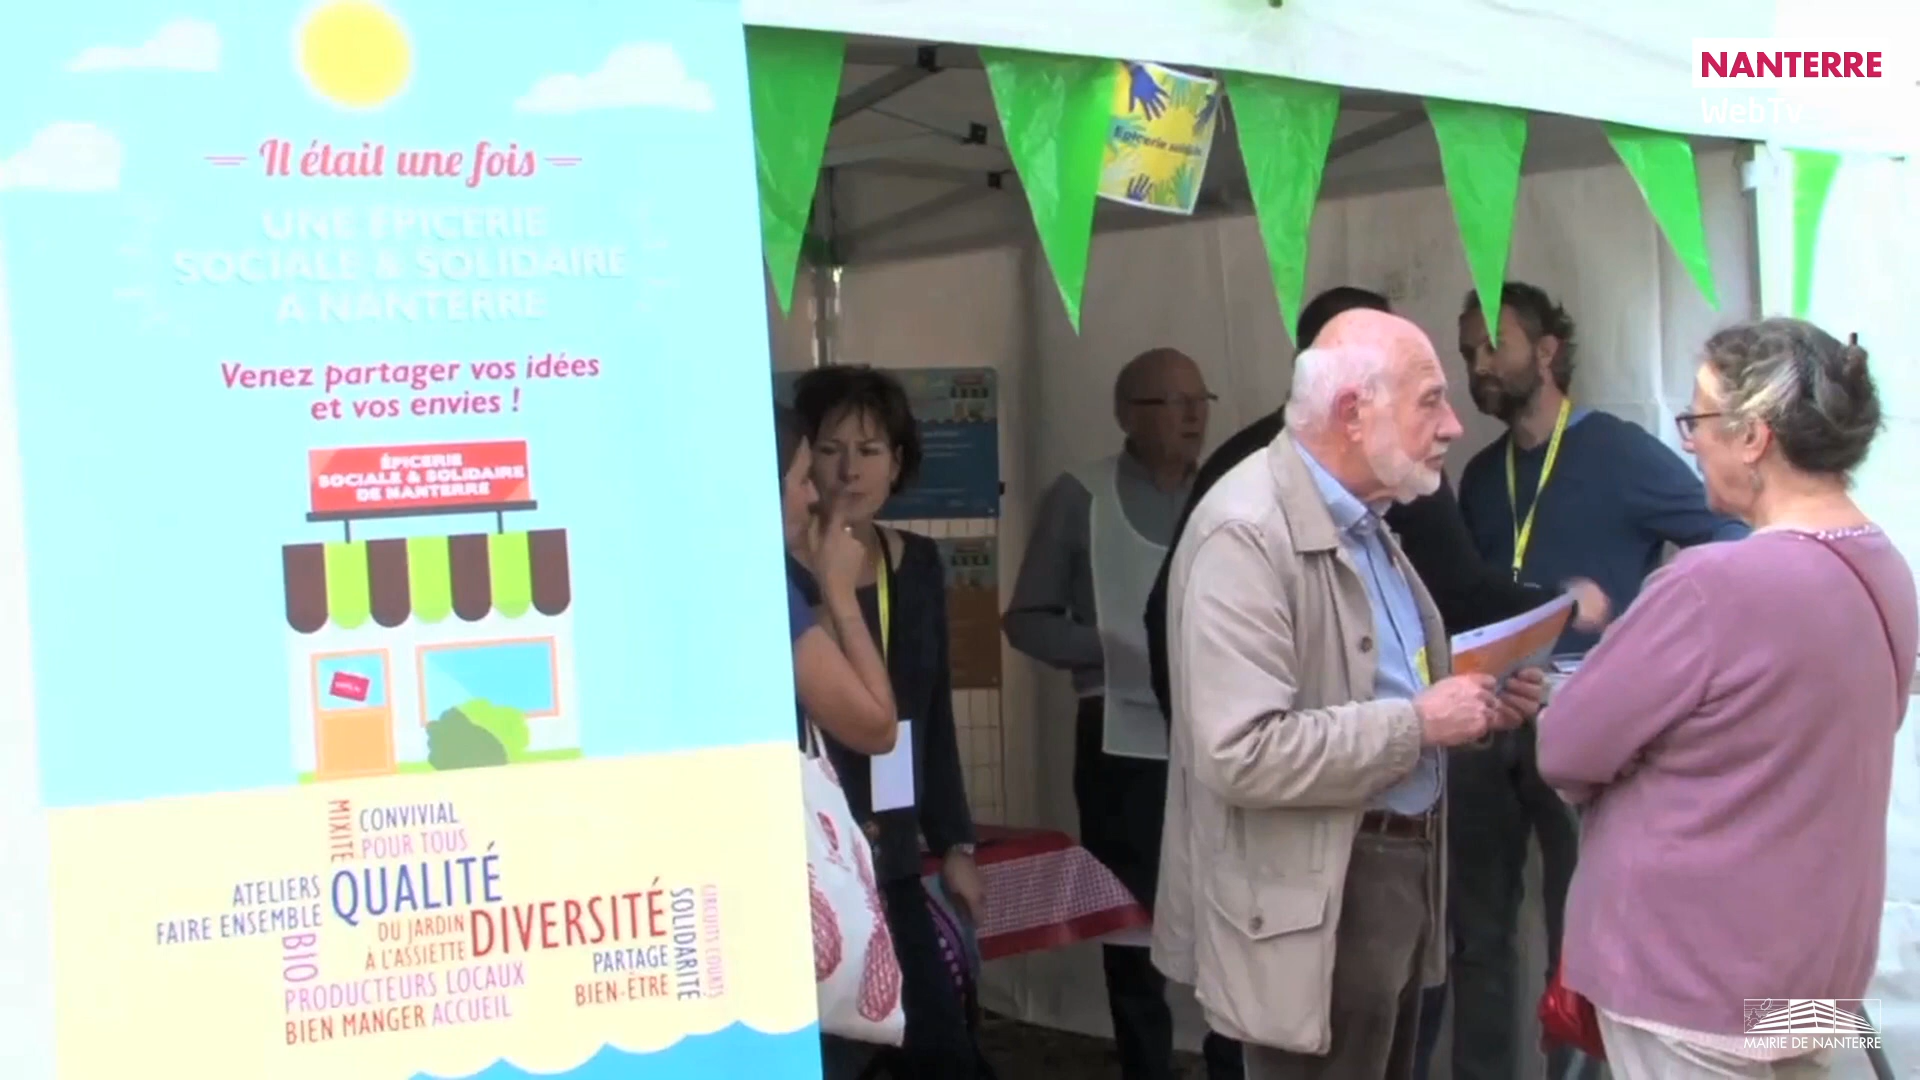 Il était une fois
UNE ÉPICERIE
SOCIALE & SOLIDAIRE
À NANTERRE
Venez partager vos idées
et vos envies !
ÉPICERIE
SOCIALE & SOLIDAIRE
DE NANTERRE
MIXITÉ
CONVIVIAL
POUR TOUS
QUALITÉ
ATELIERS
FAIRE ENSEMBLE
BIO
DU JARDIN
À L'ASSIETTE
DIVERSITÉ
SOLIDARITÉ
CIRCUITS COURTS
PARTAGE
BIEN-ÊTRE
PRODUCTEURS LOCAUX
BIEN MANGER ACCUEIL
Epicerie solidaire
NANTERRE
WebTv
MAIRIE DE NANTERRE